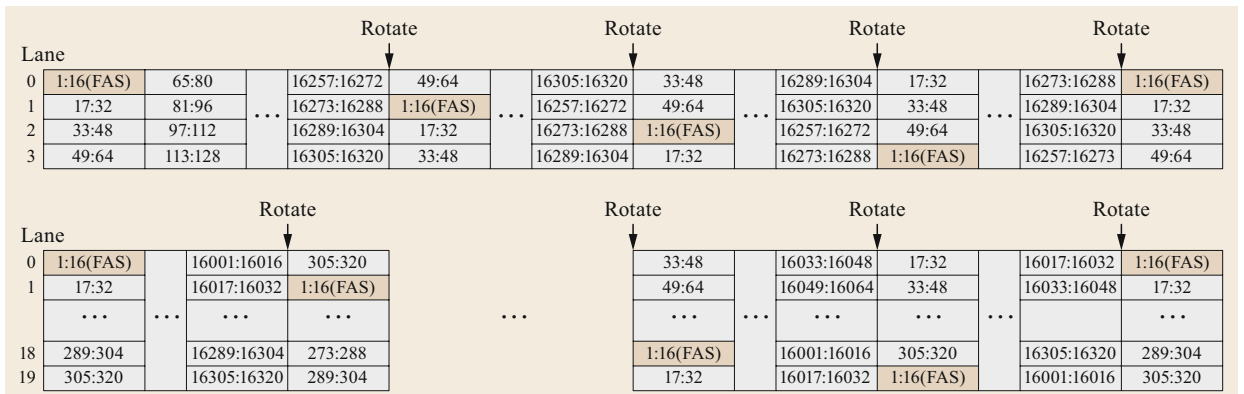 Rotate Rotate Rotate Rotate
Lane
0 1:16(FAS) 65:80 16257:16272 49:64 16305:16320 33:48 16289:16304 17:32 16273:16288 1:16(FAS)
1 17:32 81:96 ... 16273:16288 1:16(FAS) ... 16257:16272 49:64 ... 16305:16320 33:48 ... 16289:16304 17:32
2 33:48 97:112 16289:16304 17:32 16273:16288 1:16(FAS) 16257:16272 49:64 16305:16320 33:48
3 49:64 113:128 16305:16320 33:48 16289:16304 17:32 16273:16288 1:16(FAS) 16257:16273 49:64
Rotate Rotate Rotate Rotate
Lane
0 1:16(FAS) 16001:16016 305:320 33:48 16033:16048 17:32 16017:16032 1:16(FAS)
1 17:32 16017:16032 1:16(FAS) 49:64 16049:16064 33:48 16033:16048 17:32
... ... ... ... ... ... ... ... ... ... ...
18 289:304 16289:16304 273:288 1:16(FAS) 16001:16016 305:320 16305:16320 289:304
19 305:320 16305:16320 289:304 17:32 16017:16032 1:16(FAS) 16001:16016 305:320